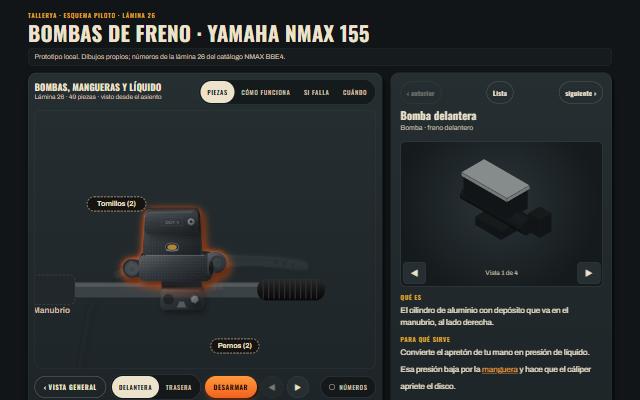 TALLERYA · ESQUEMA PILOTO · LÁMINA 26
BOMBAS DE FRENO · YAMAHA NMAX 155
Prototipo local. Dibujos propios; números de la lámina 26 del catálogo NMAX BBE4.
BOMBAS, MANGUERAS Y LÍQUIDO
Lámina 26 · 49 piezas · visto desde el asiento
PIEZAS
CÓMO FUNCIONA
SI FALLA
CUÁNDO
Tornillos (2)
DOT 4
Manubrio
Pernos (2)
‹ VISTA GENERAL
DELANTERA
TRASERA
DESARMAR
◀
▶
NÚMEROS
‹ anterior
Lista
siguiente ›
Bomba delantera
Bomba · freno delantero
◀
Vista 1 de 4
▶
QUÉ ES
El cilindro de aluminio con depósito que va en el
manubrio, al lado derecha.
PARA QUÉ SIRVE
Convierte el apretón de tu mano en presión de líquido.
Esa presión baja por la manguera y hace que el cáliper
apriete el disco.